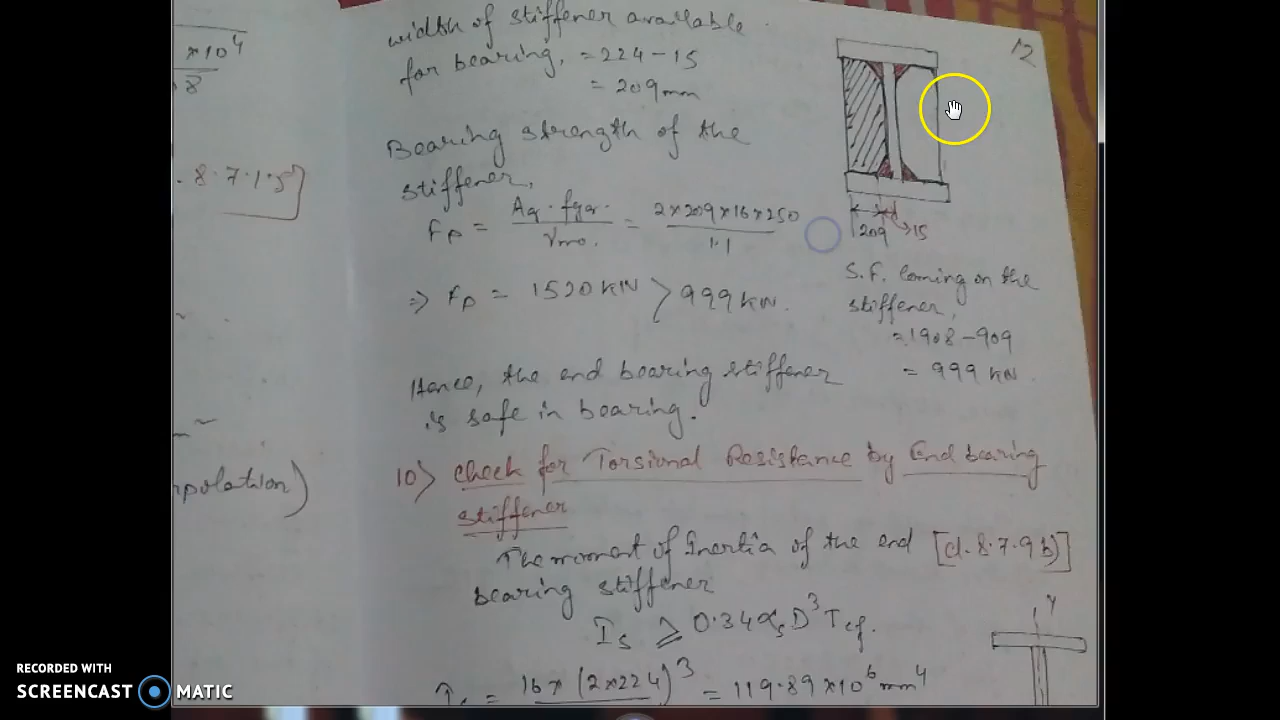 ×10⁴
8
. 8.7.1.5]
polation)
12
width of stiffener available
for bearing, = 224 - 15
= 209mm
Bearing strength of the
stiffener,
Fp = Aq · fyq. / γmo. = 2×209×16×250 / 1.1
⇒ Fp = 1520 KN > 999 KN.
209 15
S.F. coming on the
stiffener,
= 1908 - 909
= 999 KN
Hence, the end bearing stiffener
is safe in bearing.
10> Check for Torsional Resistance by End bearing
stiffener
The moment of Inertia of the end [cl. 8.7.9 b)]
bearing stiffener
Is ≥ 0.34 αs D³ Tcf.
= 16 × (2×224)³ = 119.89 ×10⁶ mm⁴
Y
RECORDED WITH
SCREENCAST MATIC